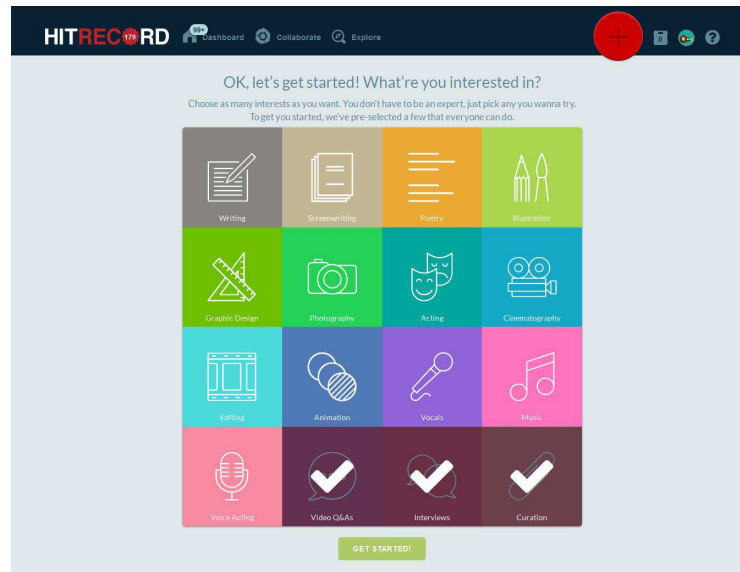 HITRECORD 179
99+
Dashboard Collaborate Explore
OK, let's get started! What're you interested in?
Choose as many interests as you want. You don't have to be an expert, just pick any you wanna try.
To get you started, we've pre-selected a few that everyone can do.
Writing Screenwriting Poetry Illustration
Graphic Design Photography Acting Cinematography
Editing Animation Vocals Music
Voice Acting Video Q&As Interviews Curation
GET STARTED!